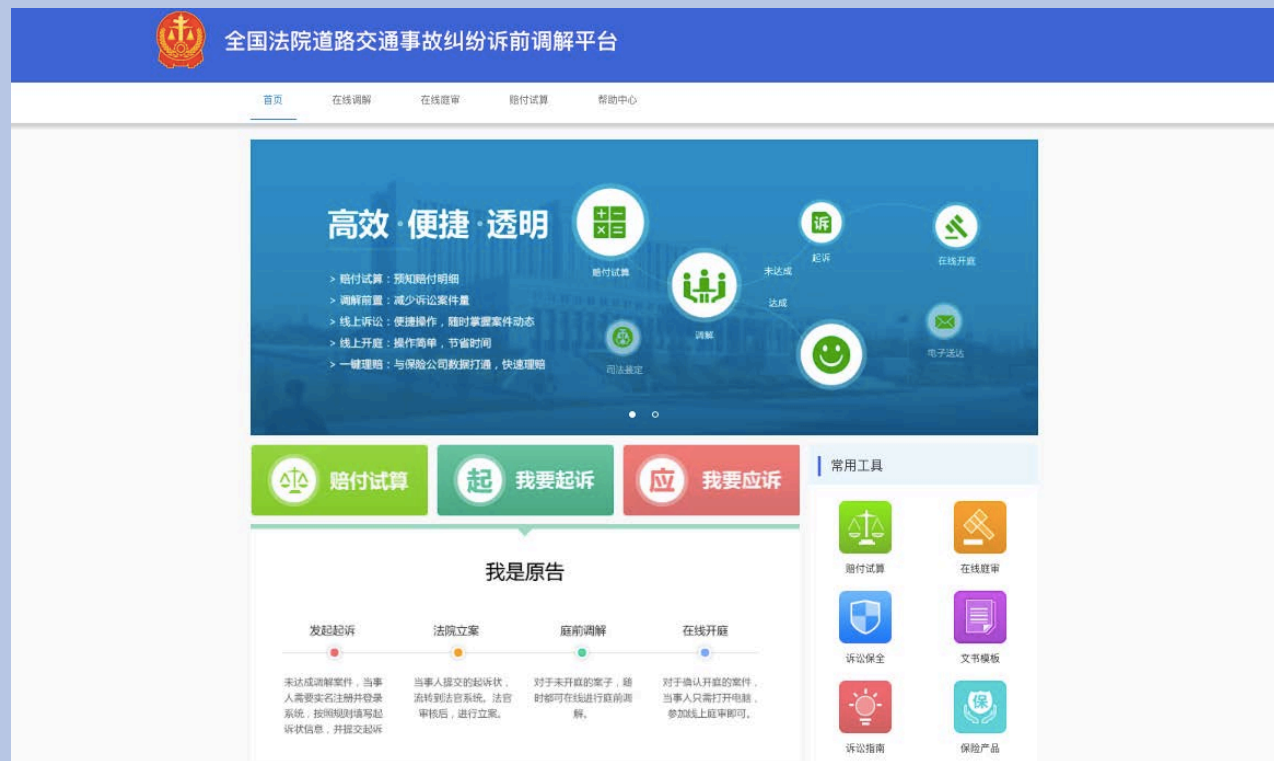 全国法院道路交通事故纠纷诉前调解平台
首页 在线调解 在线庭审 赔付试算 帮助中心
高效·便捷·透明
> 赔付试算：预知赔付明细
> 调解前置：减少诉讼案件量
> 线上诉讼：便捷操作，随时掌握案件动态
> 线上开庭：操作简单，节省时间
> 一键理赔：与保险公司数据打通，快速理赔
赔付试算
调解
司法鉴定
未达成
达成
诉
起诉
在线开庭
电子送达
赔付试算
起 我要起诉
应 我要应诉
我是原告
发起起诉 法院立案 庭前调解 在线开庭
未达成调解案件，当事
人需要实名注册并登录
系统，按照规则填写起
诉状信息，并提交起诉
当事人提交的起诉状，
流转到法官系统。法官
审核后，进行立案。
对于未开庭的案子，随
时都可在线进行庭前调
解。
对于确认开庭的案件，
当事人只需打开电脑，
参加线上庭审即可。
常用工具
赔付试算 在线庭审
诉讼保全 文书模板
保
诉讼指南 保险产品